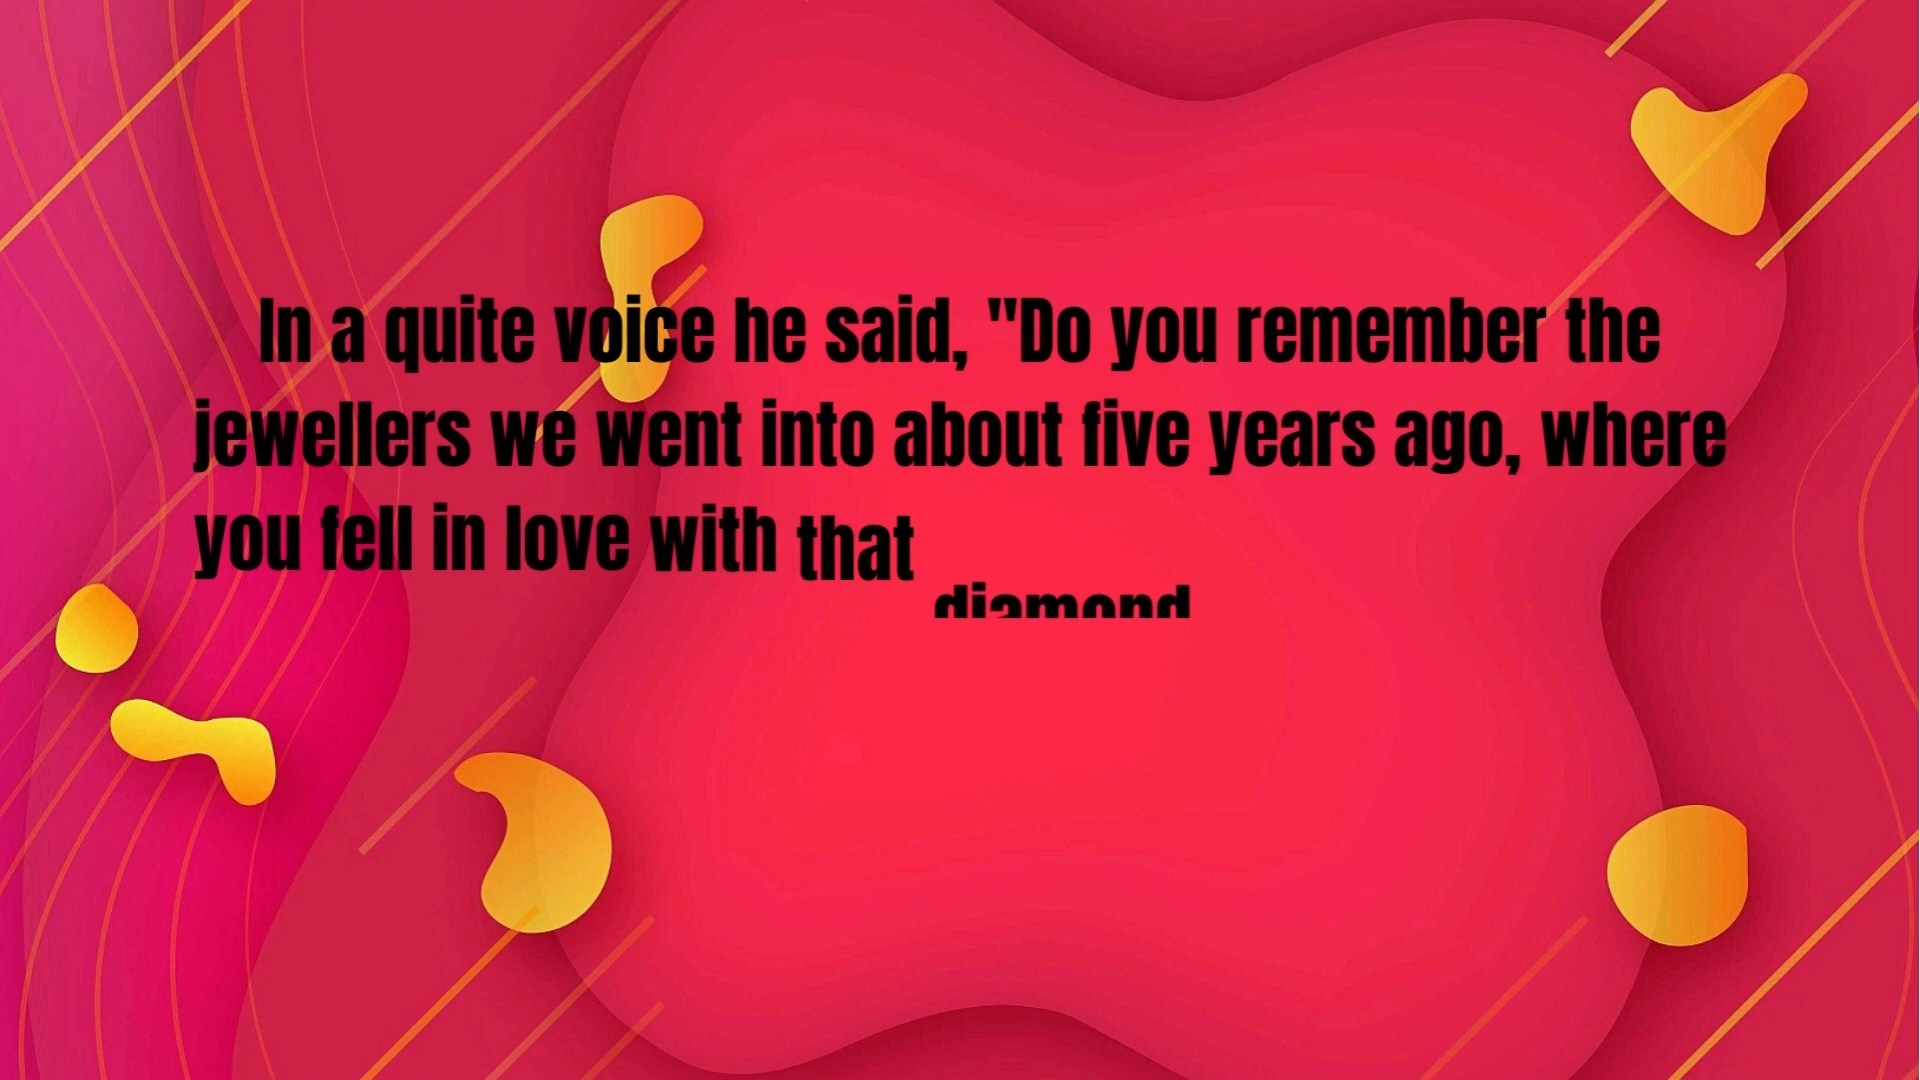 In a quite voice he said, "Do you remember the
jewellers we went into about five years ago, where
you fell in love with that
diamond